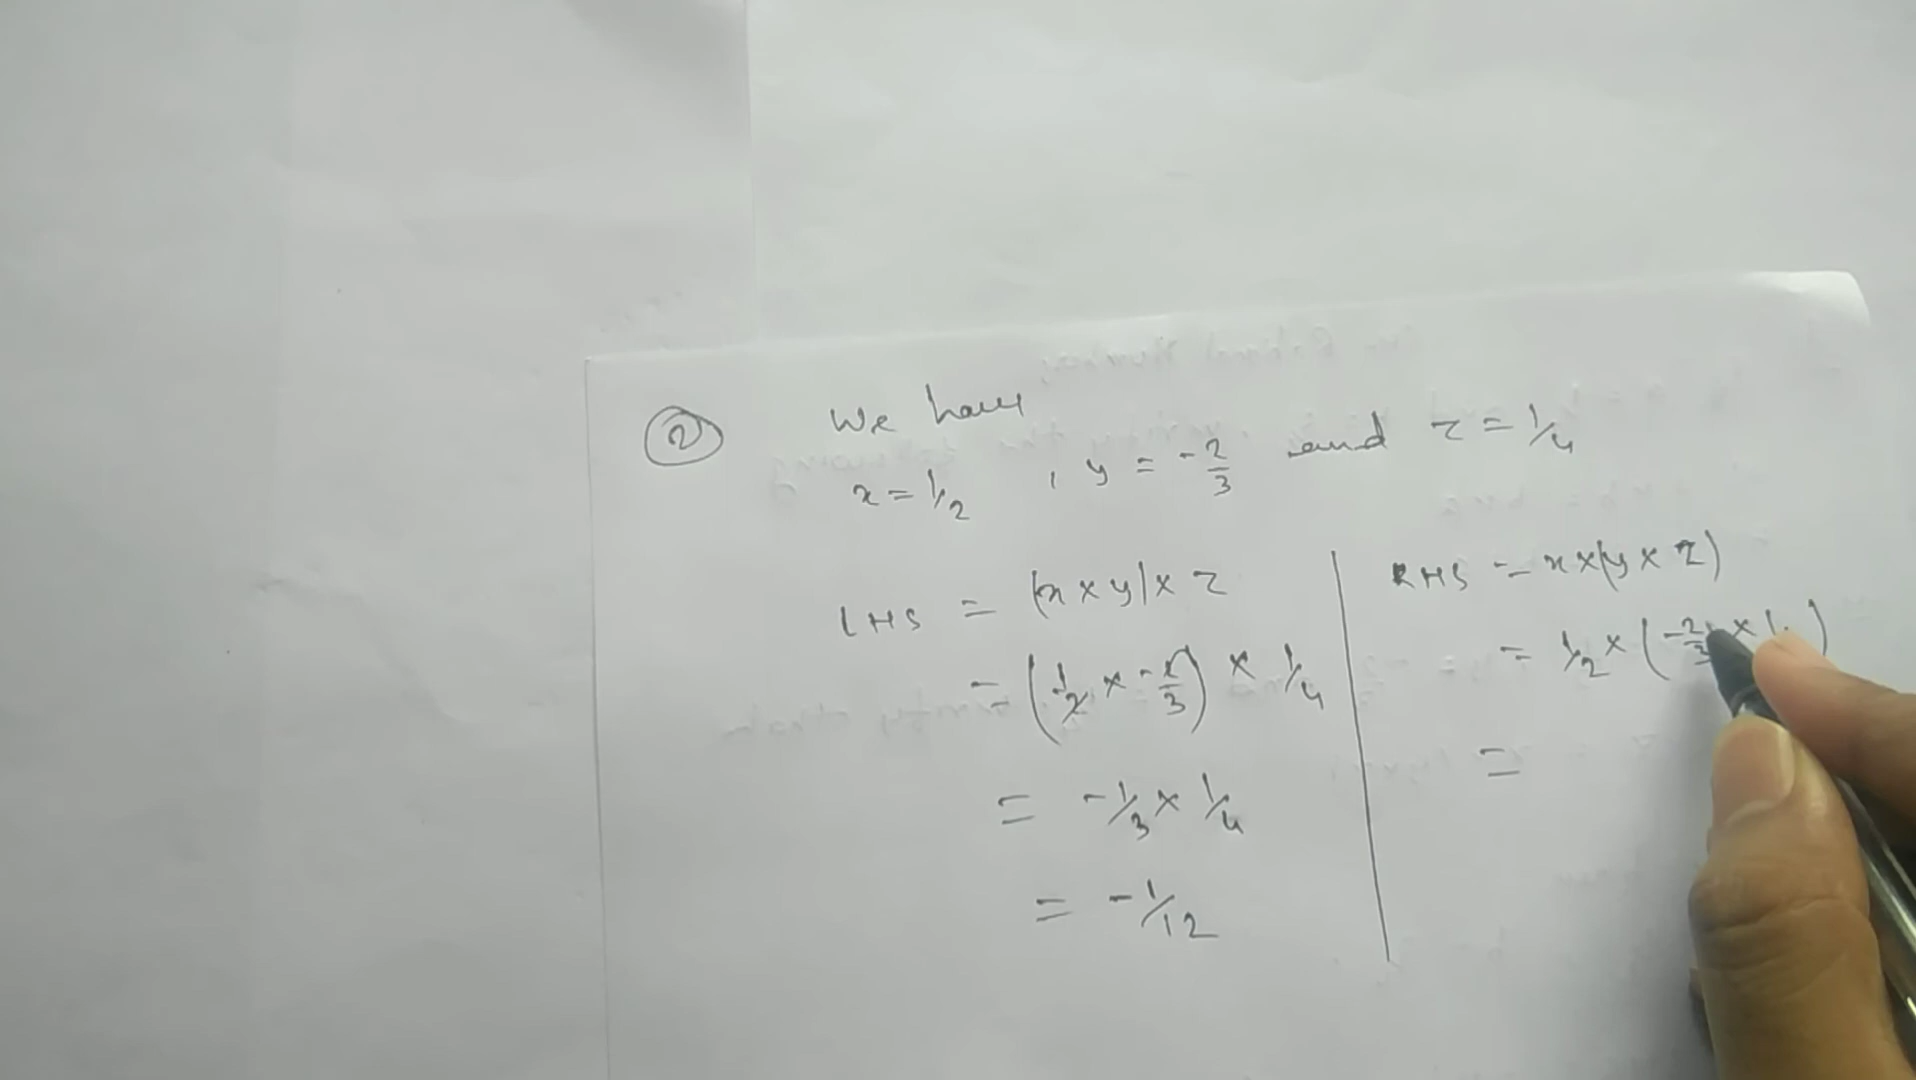 ② We have
x = 1/2 , y = -2/3 and z = 1/4
LHS = (x × y) × z
= (1/2 × -2/3) × 1/4
= -1/3 × 1/4
= -1/12
RHS = x × (y × z)
= 1/2 × (-2/3 ×
=